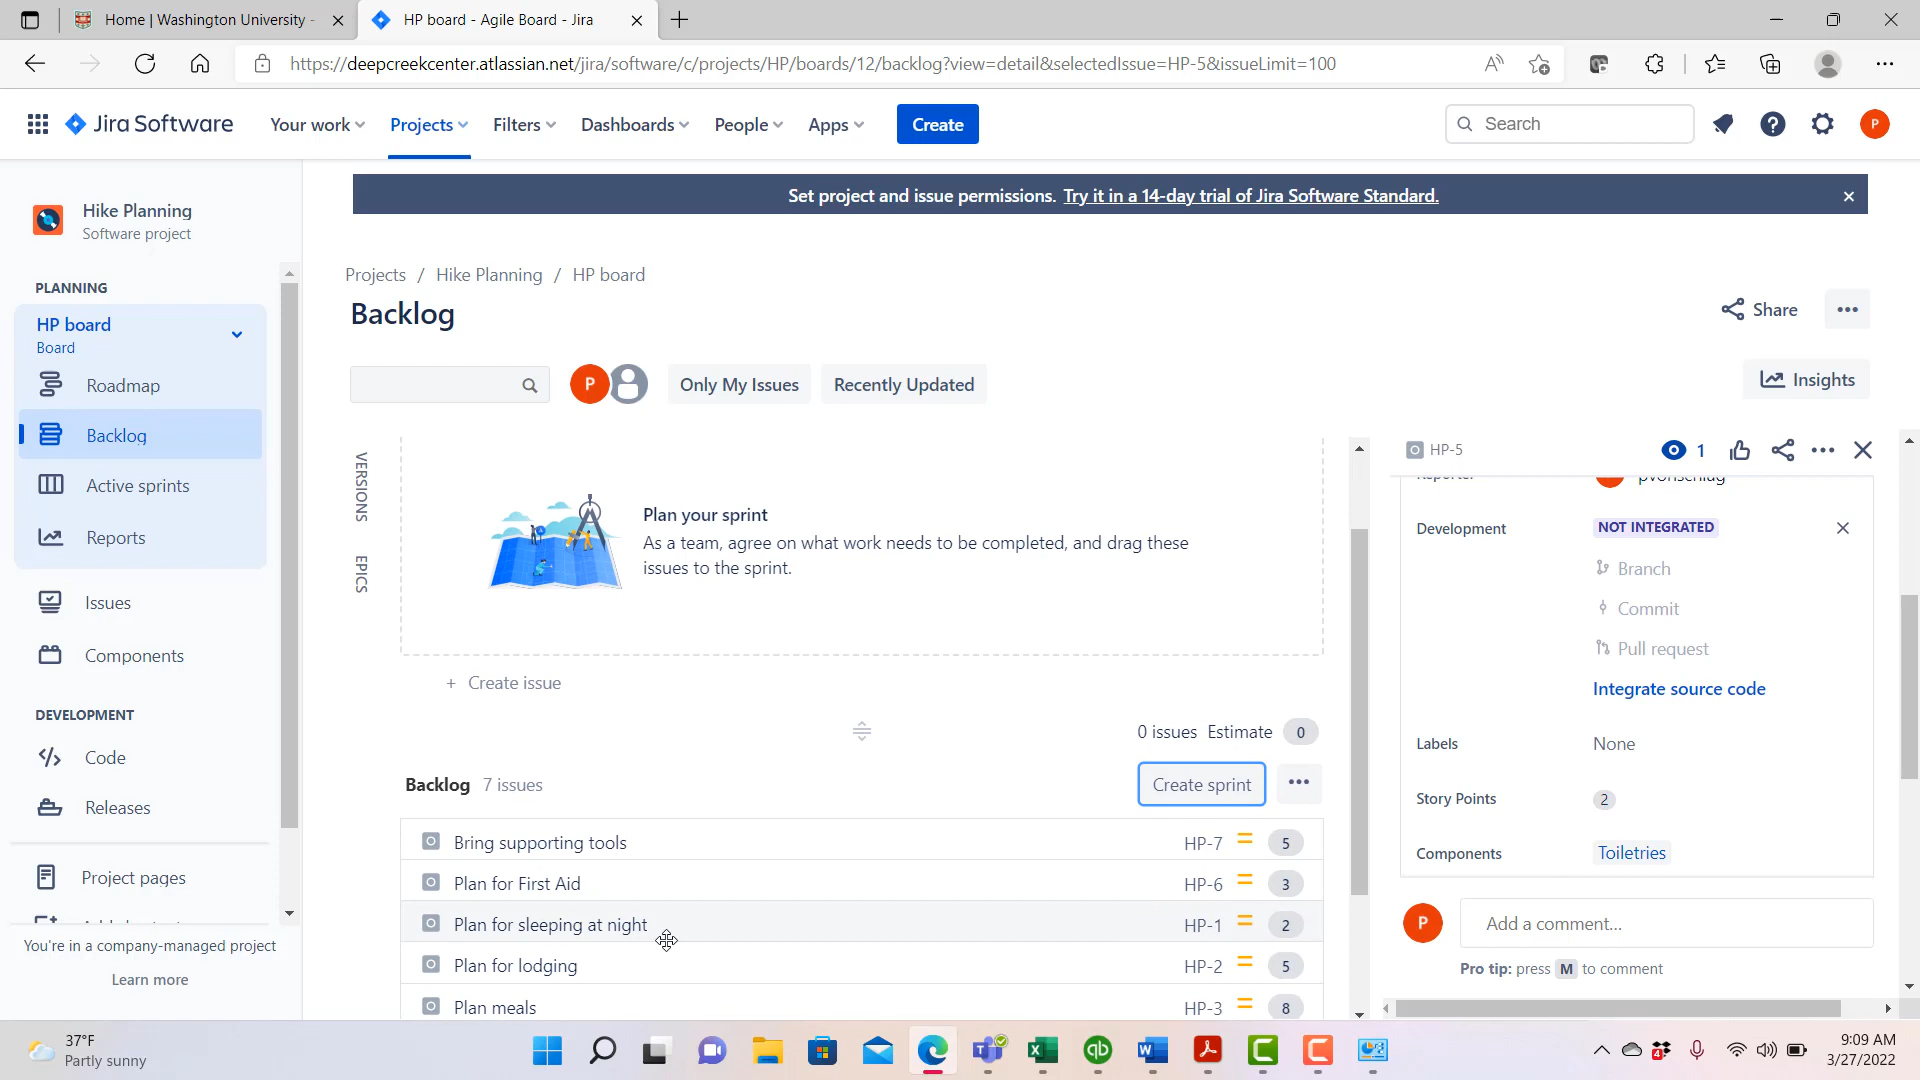 Home | Washington University -
HP board - Agile Board - Jira
https://deepcreekcenter.atlassian.net/jira/software/c/projects/HP/boards/12/backlog?view=detail&selectedIssue=HP-5&issueLimit=100
Jira Software
Your work
Projects
Filters
Dashboards
People
Apps
Create
Search
P
Hike Planning
Software project
Set project and issue permissions. Try it in a 14-day trial of Jira Software Standard.
Projects / Hike Planning / HP board
Backlog
Share
PLANNING
HP board
Board
Roadmap
Backlog
Active sprints
Reports
Issues
Components
DEVELOPMENT
Code
Releases
Project pages
You're in a company-managed project
Learn more
P
Only My Issues
Recently Updated
Insights
VERSIONS
EPICS
Plan your sprint
As a team, agree on what work needs to be completed, and drag these
issues to the sprint.
+ Create issue
0 issues Estimate 0
Backlog 7 issues
Create sprint
Bring supporting tools HP-7 5
Plan for First Aid HP-6 3
Plan for sleeping at night HP-1 2
Plan for lodging HP-2 5
Plan meals HP-3 8
HP-5
1
Reporter
pvonschlag
Development
NOT INTEGRATED
Branch
Commit
Pull request
Integrate source code
Labels
None
Story Points
2
Components
Toiletries
P
Add a comment...
Pro tip: press M to comment
37°F
Partly sunny
4
9:09 AM
3/27/2022